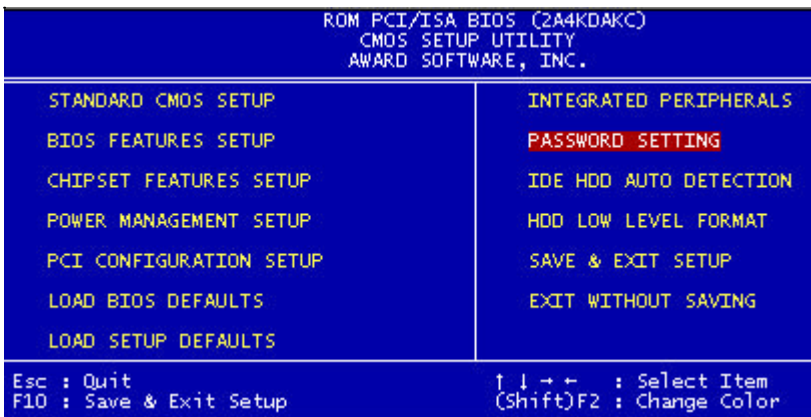 ROM PCI/ISA BIOS (2A4KDAKC)
CMOS SETUP UTILITY
AWARD SOFTWARE, INC.
STANDARD CMOS SETUP
BIOS FEATURES SETUP
CHIPSET FEATURES SETUP
POWER MANAGEMENT SETUP
PCI CONFIGURATION SETUP
LOAD BIOS DEFAULTS
LOAD SETUP DEFAULTS
INTEGRATED PERIPHERALS
PASSWORD SETTING
IDE HDD AUTO DETECTION
HDD LOW LEVEL FORMAT
SAVE & EXIT SETUP
EXIT WITHOUT SAVING
Esc : Quit
F10 : Save & Exit Setup
↑ ↓ → ← : Select Item
(Shift)F2 : Change Color